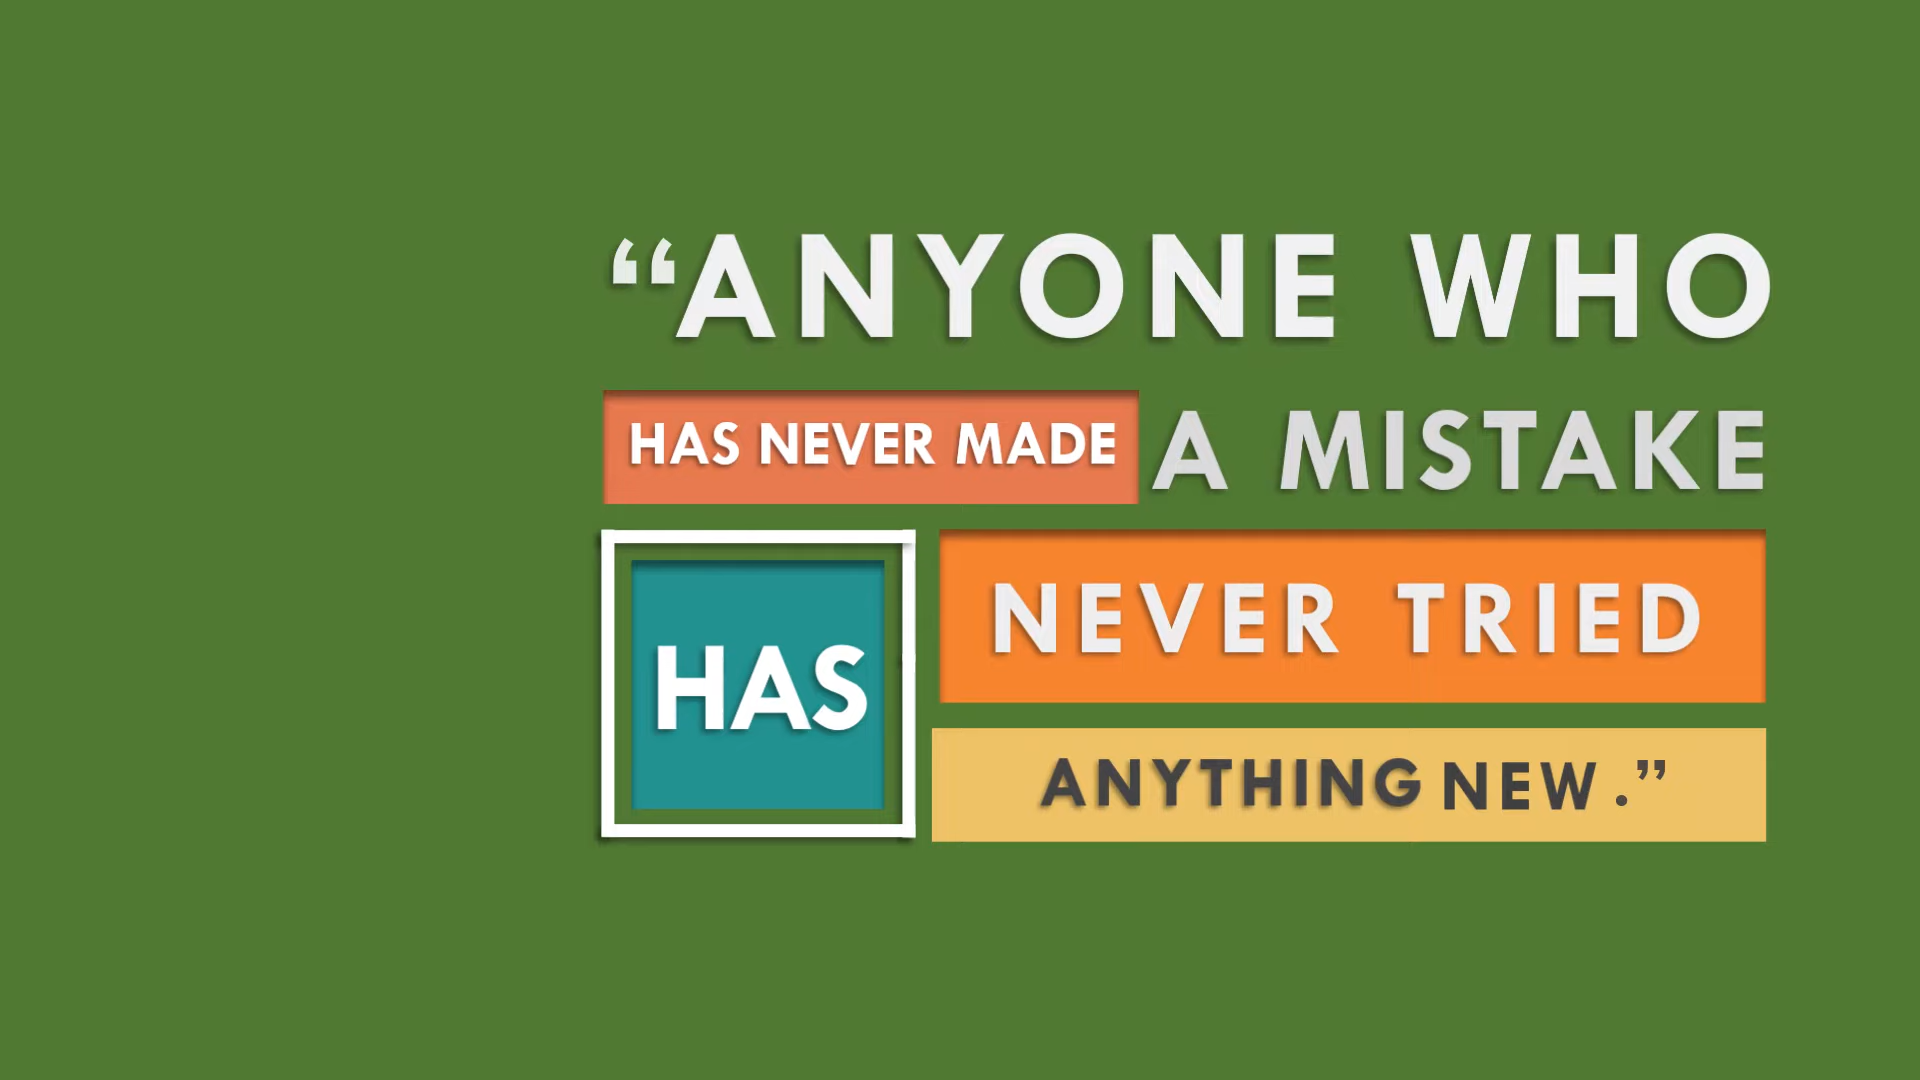 “ANYONE WHO
HAS NEVER MADE A MISTAKE
HAS NEVER TRIED
ANYTHING NEW.”